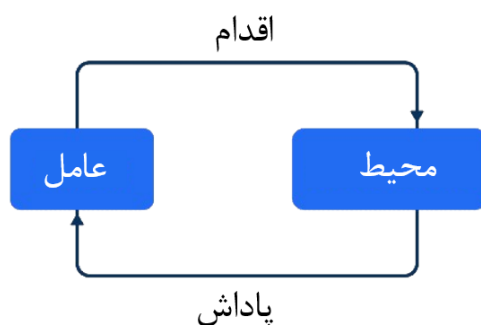 اقدام
محیط
عامل
پاداش